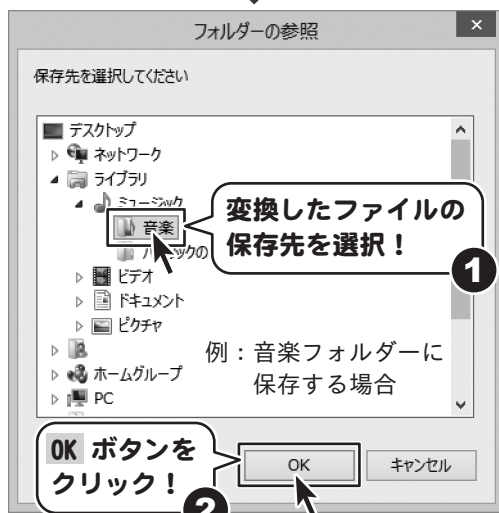 フォルダーの参照
×
保存先を選択してください
デスクトップ
ネットワーク
ライブラリ
ミュージック
音楽
変換したファイルの
保存先を選択！
1
ビデオ
ドキュメント
ピクチャ
例：音楽フォルダーに
保存する場合
ホームグループ
PC
OK ボタンを
クリック！
2
OK
キャンセル